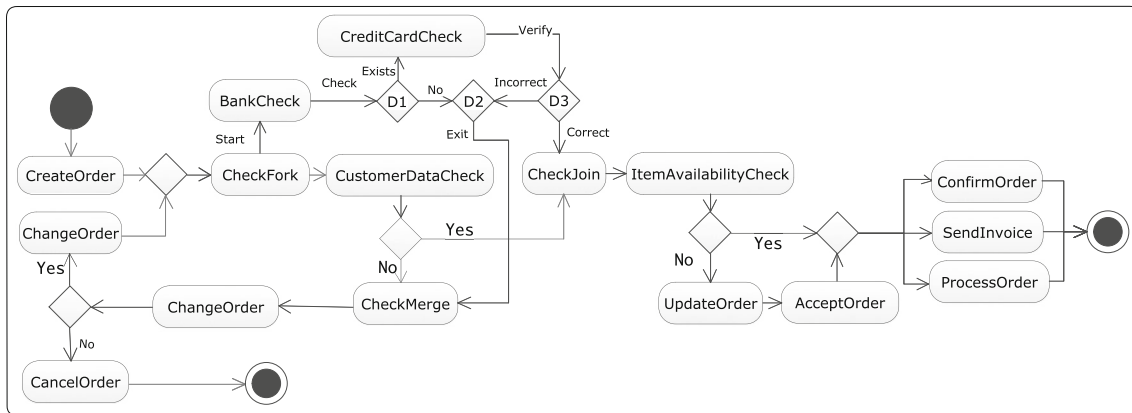 CreditCardCheck
Verify
Exists
Check
No
Incorrect
BankCheck
D1
D2
D3
Start
Exit
Correct
CreateOrder
CheckFork
CustomerDataCheck
CheckJoin
ItemAvailabilityCheck
ConfirmOrder
ChangeOrder
Yes
Yes
SendInvoice
Yes
No
No
ProcessOrder
ChangeOrder
CheckMerge
UpdateOrder
AcceptOrder
No
CancelOrder